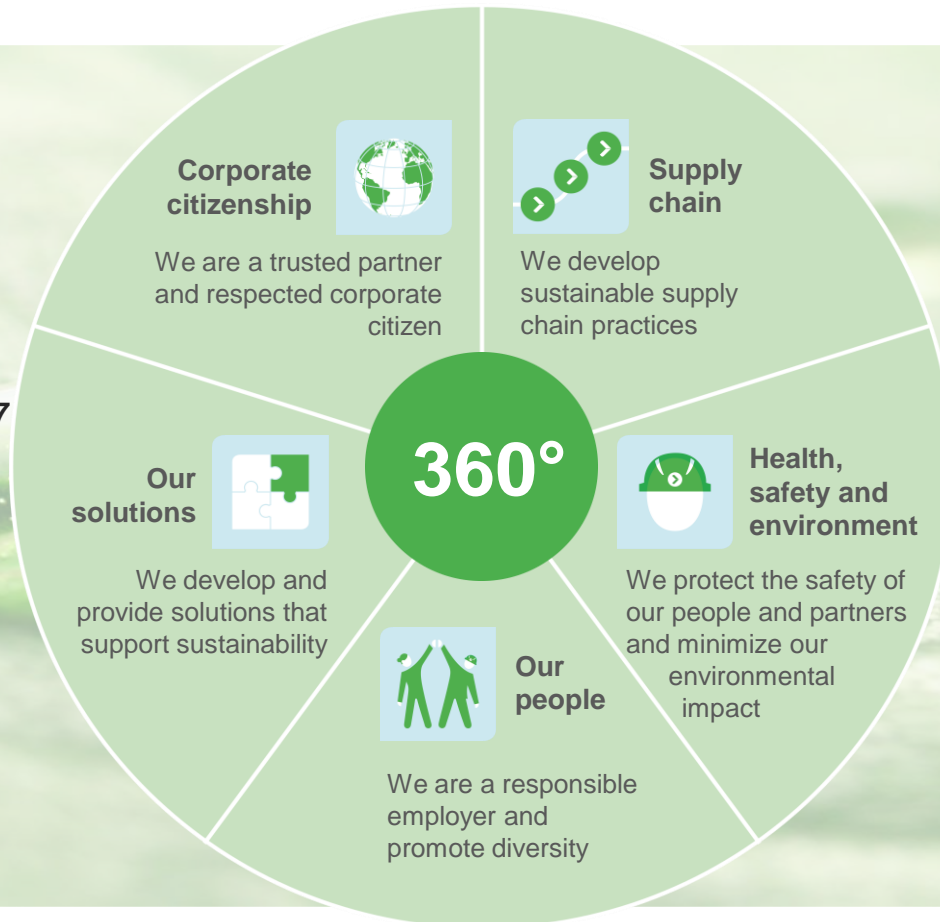 Corporate
citizenship
We are a trusted partner
and respected corporate
citizen
Supply
chain
We develop
sustainable supply
chain practices
360°
Our
solutions
We develop and
provide solutions that
support sustainability
Health,
safety and
environment
We protect the safety of
our people and partners
and minimize our
environmental
impact
Our
people
We are a responsible
employer and
promote diversity